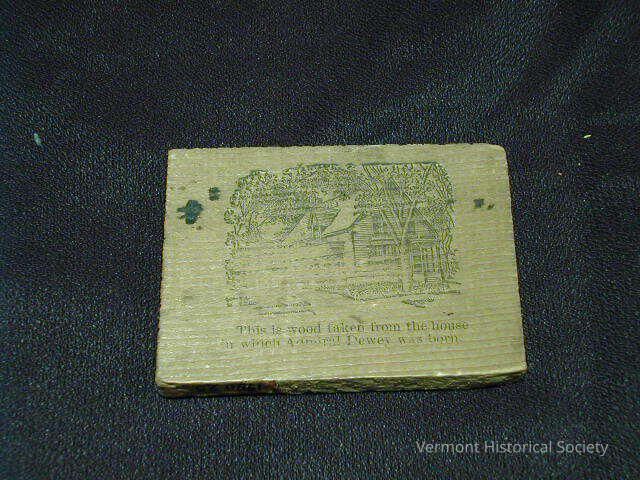 This is wood taken from the house
in which Admiral Dewey was born.
Vermont Historical Society